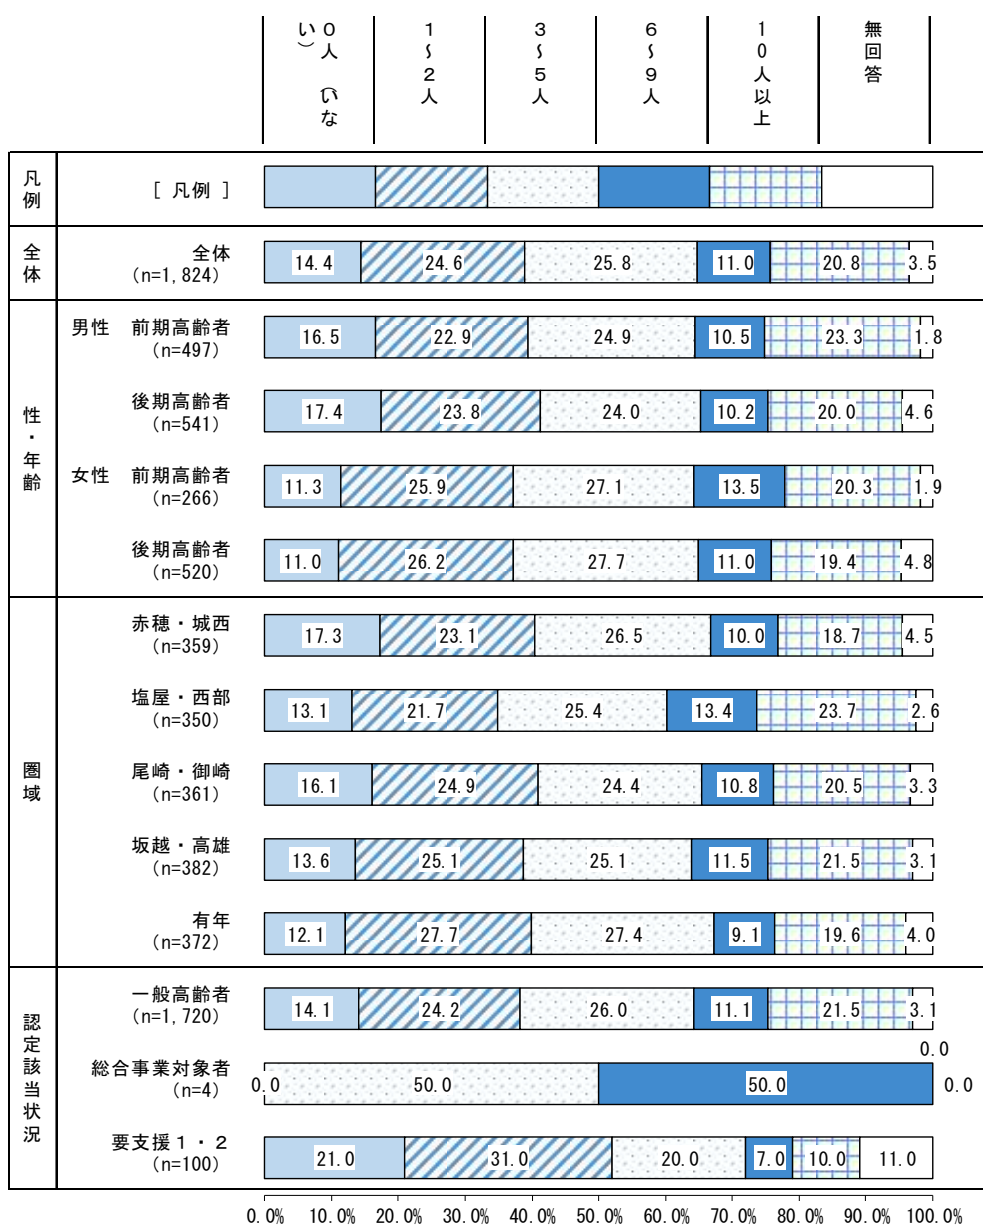 ０人（いない）
１～２人
３～５人
６～９人
10人以上
無回答
凡例
[ 凡例 ]
全体
全体
(n=1,824)
14.4 24.6 25.8 11.0 20.8 3.5
性・年齢
男性 前期高齢者
(n=497)
16.5 22.9 24.9 10.5 23.3 1.8
後期高齢者
(n=541)
17.4 23.8 24.0 10.2 20.0 4.6
女性 前期高齢者
(n=266)
11.3 25.9 27.1 13.5 20.3 1.9
後期高齢者
(n=520)
11.0 26.2 27.7 11.0 19.4 4.8
圏域
赤穂・城西
(n=359)
17.3 23.1 26.5 10.0 18.7 4.5
塩屋・西部
(n=350)
13.1 21.7 25.4 13.4 23.7 2.6
尾崎・御崎
(n=361)
16.1 24.9 24.4 10.8 20.5 3.3
坂越・高雄
(n=382)
13.6 25.1 25.1 11.5 21.5 3.1
有年
(n=372)
12.1 27.7 27.4 9.1 19.6 4.0
認定該当状況
一般高齢者
(n=1,720)
14.1 24.2 26.0 11.1 21.5 3.1
総合事業対象者
(n=4)
0.0 50.0 50.0 0.0 0.0
要支援１・２
(n=100)
21.0 31.0 20.0 7.0 10.0 11.0
0.0% 10.0% 20.0% 30.0% 40.0% 50.0% 60.0% 70.0% 80.0% 90.0% 100.0%